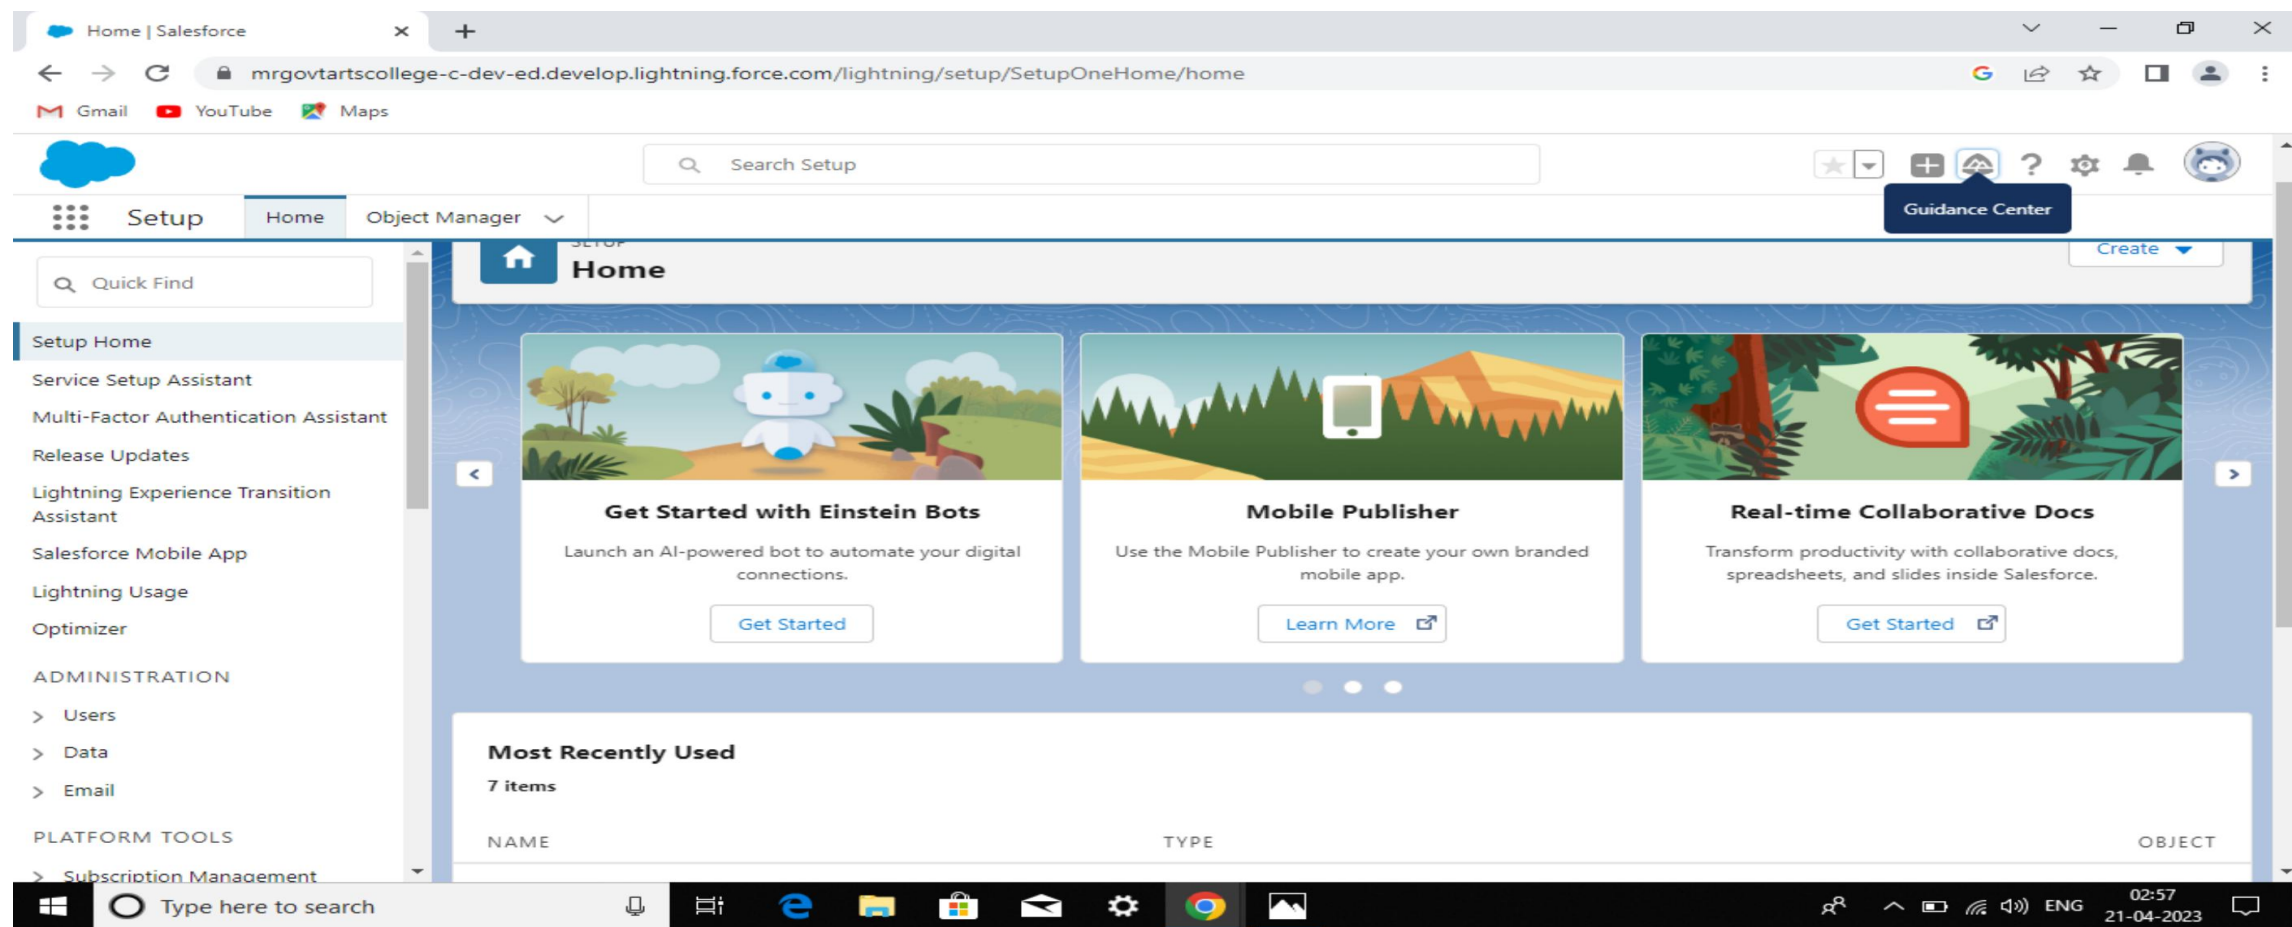 Home | Salesforce
mrgovtartscollege-c-dev-ed.develop.lightning.force.com/lightning/setup/SetupOneHome/home
Gmail YouTube Maps
Search Setup
Guidance Center
Setup Home Object Manager
SETUP
Home
Create
Quick Find
Setup Home
Service Setup Assistant
Multi-Factor Authentication Assistant
Release Updates
Lightning Experience Transition
Assistant
Salesforce Mobile App
Lightning Usage
Optimizer
ADMINISTRATION
Users
Data
Email
PLATFORM TOOLS
Subscription Management
Get Started with Einstein Bots
Launch an AI-powered bot to automate your digital
connections.
Get Started
Mobile Publisher
Use the Mobile Publisher to create your own branded
mobile app.
Learn More
Real-time Collaborative Docs
Transform productivity with collaborative docs,
spreadsheets, and slides inside Salesforce.
Get Started
Most Recently Used
7 items
NAME TYPE OBJECT
Type here to search
ENG
02:57
21-04-2023